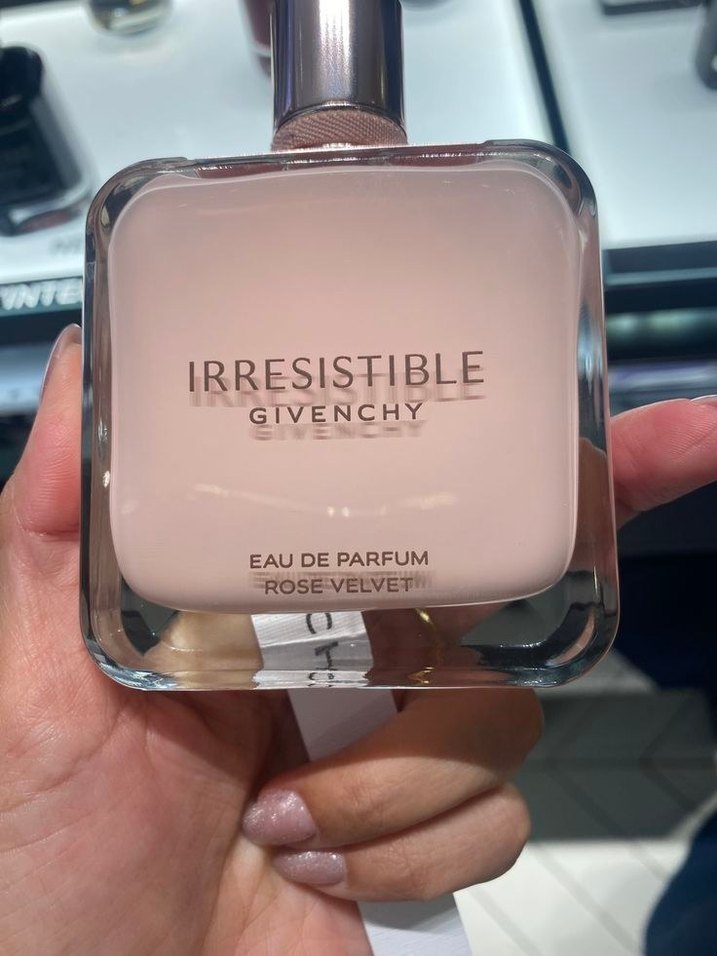 IRRESISTIBLE
GIVENCHY
EAU DE PARFUM
ROSE VELVET